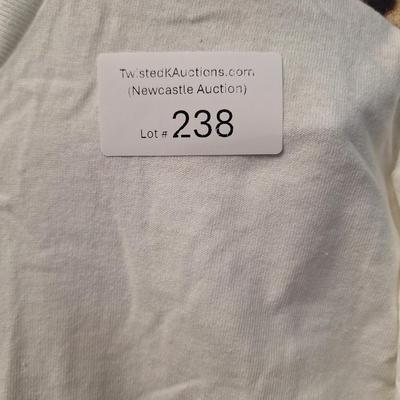 TwistedKAuctions.com
(Newcastle Auction)
Lot # 238